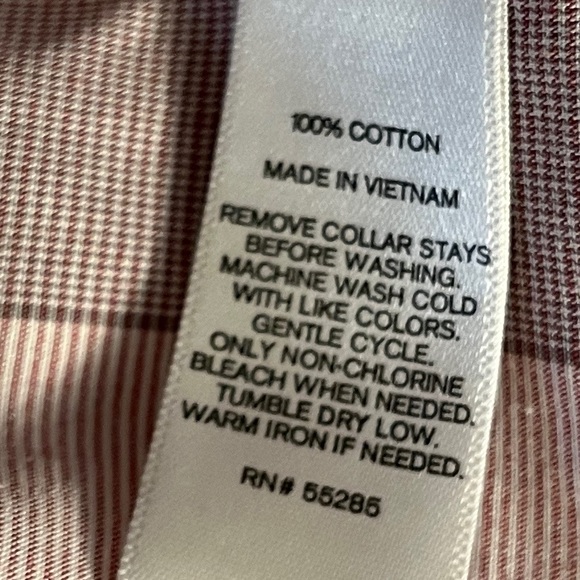 100% COTTON
MADE IN VIETNAM
REMOVE COLLAR STAYS
BEFORE WASHING.
MACHINE WASH COLD
WITH LIKE COLORS.
GENTLE CYCLE.
ONLY NON-CHLORINE
BLEACH WHEN NEEDED.
TUMBLE DRY LOW.
WARM IRON IF NEEDED.
RN# 55285